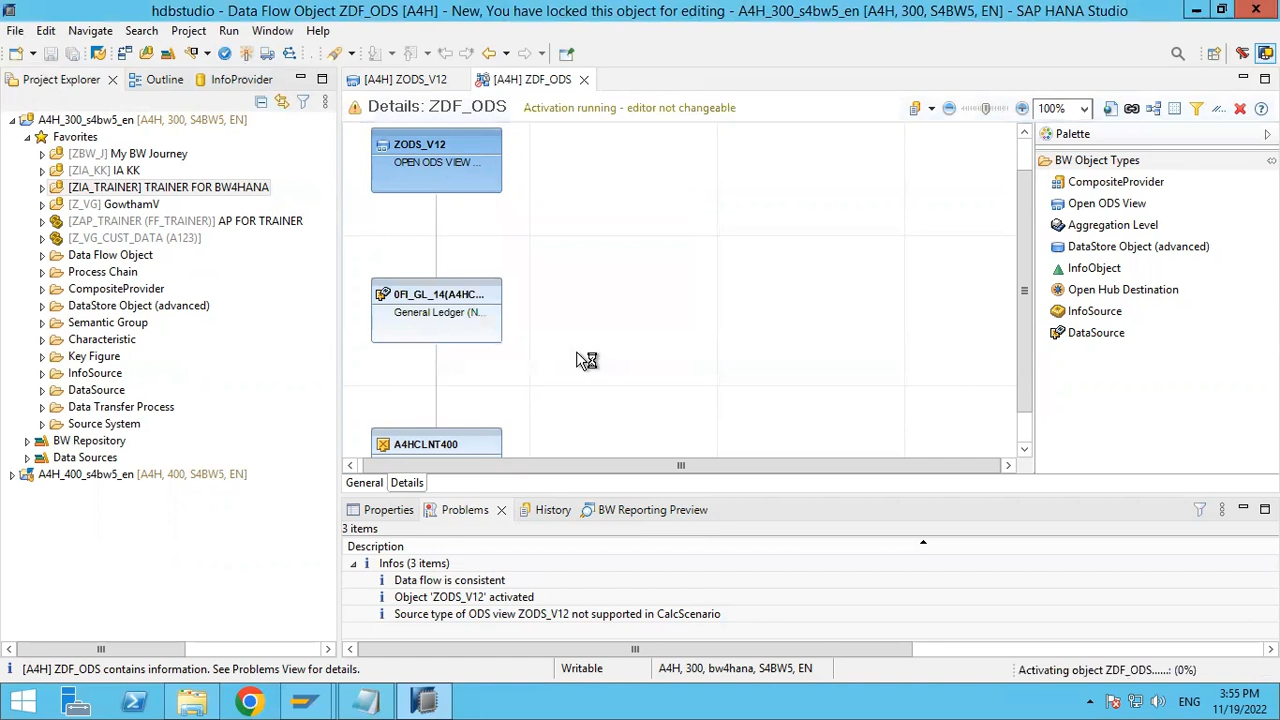 hdbstudio - Data Flow Object ZDF_ODS [A4H] - New, You have locked this object for editing - A4H_300_s4bw5_en [A4H, 300, S4BW5, EN] - SAP HANA Studio
File Edit Navigate Search Project Run Window Help
Project Explorer Outline InfoProvider
[A4H] ZODS_V12 [A4H] ZDF_ODS
Details: ZDF_ODS Activation running - editor not changeable
100%
A4H_300_s4bw5_en [A4H, 300, S4BW5, EN]
Favorites
[ZBW_J] My BW Journey
[ZIA_KK] IA KK
[ZIA_TRAINER] TRAINER FOR BW4HANA
[Z_VG] GowthamV
[ZAP_TRAINER (FF_TRAINER)] AP FOR TRAINER
[Z_VG_CUST_DATA (A123)]
Data Flow Object
Process Chain
CompositeProvider
DataStore Object (advanced)
Semantic Group
Characteristic
Key Figure
InfoSource
DataSource
Data Transfer Process
Source System
BW Repository
Data Sources
A4H_400_s4bw5_en [A4H, 400, S4BW5, EN]
ZODS_V12
OPEN ODS VIEW ...
0FI_GL_14(A4HC...
General Ledger (N...
A4HCLNT400
Palette
BW Object Types
CompositeProvider
Open ODS View
Aggregation Level
DataStore Object (advanced)
InfoObject
Open Hub Destination
InfoSource
DataSource
General Details
Properties Problems History BW Reporting Preview
3 items
Description
Infos (3 items)
Data flow is consistent
Object 'ZODS_V12' activated
Source type of ODS view ZODS_V12 not supported in CalcScenario
[A4H] ZDF_ODS contains information. See Problems View for details. Writable A4H, 300, bw4hana, S4BW5, EN Activating object ZDF_ODS.....: (0%)
ENG
3:55 PM
11/19/2022